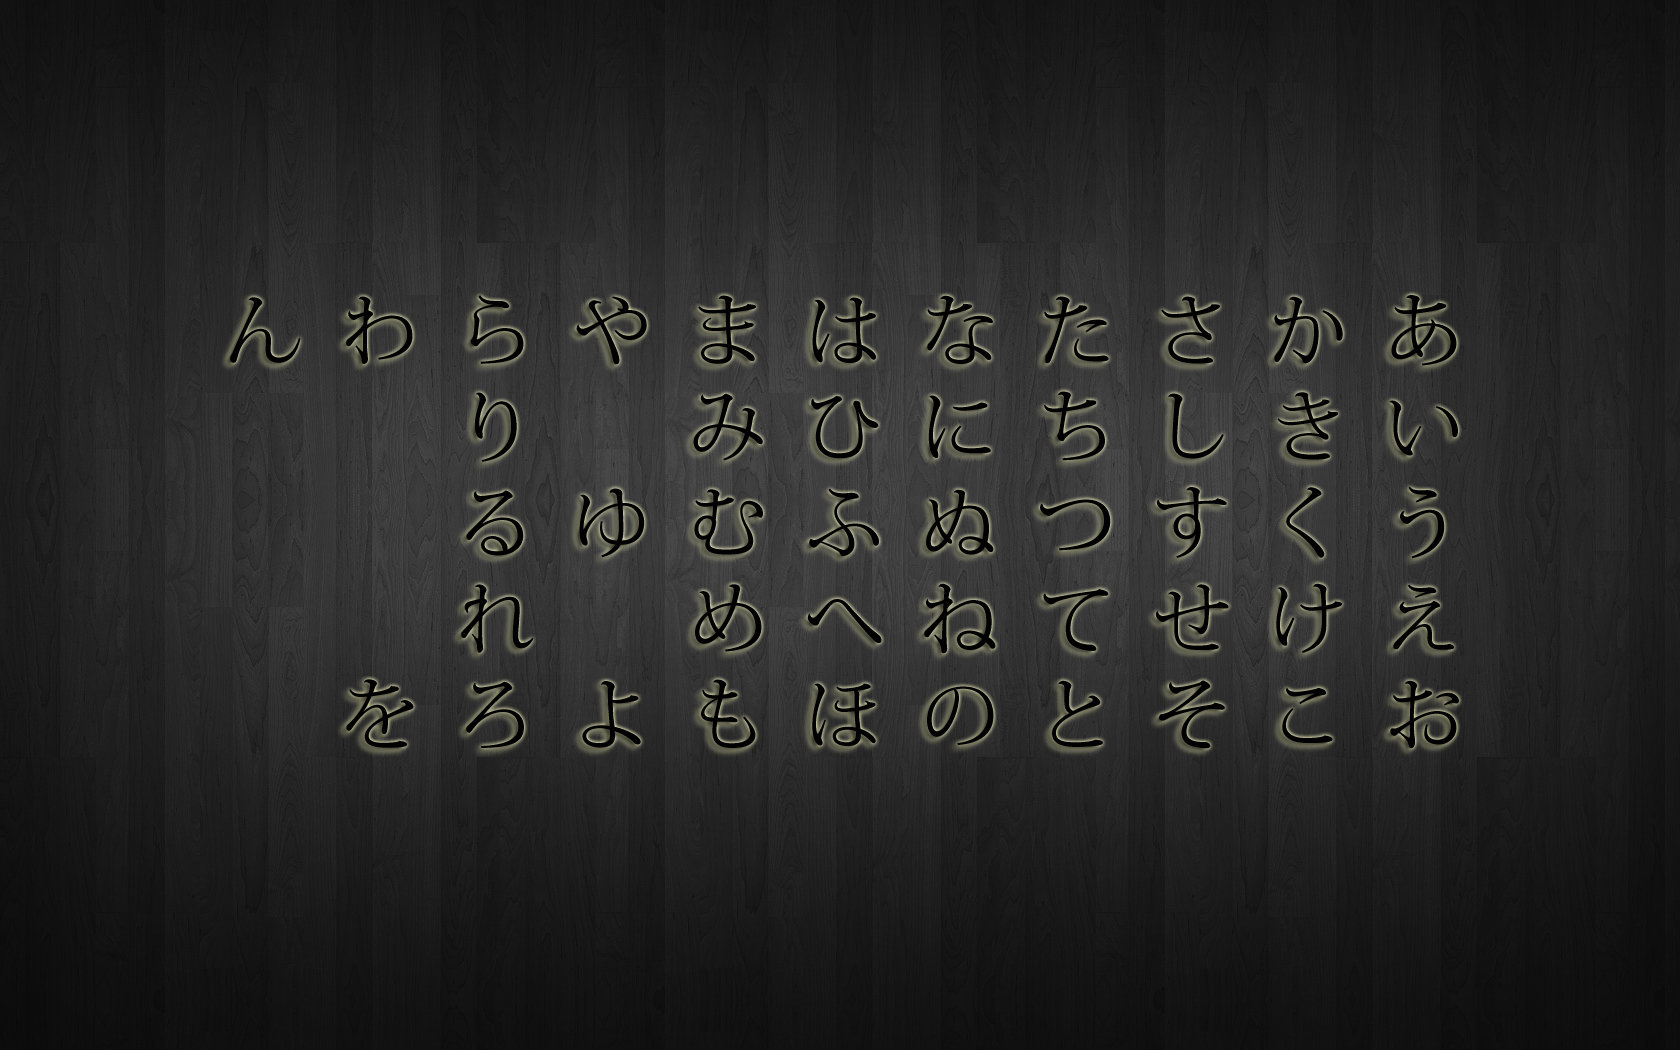 あいうえお
かきくけこ
さしすせそ
たちつてと
なにぬねの
はひふへほ
まみむめも
やゆよ
らりるれろ
わを
ん